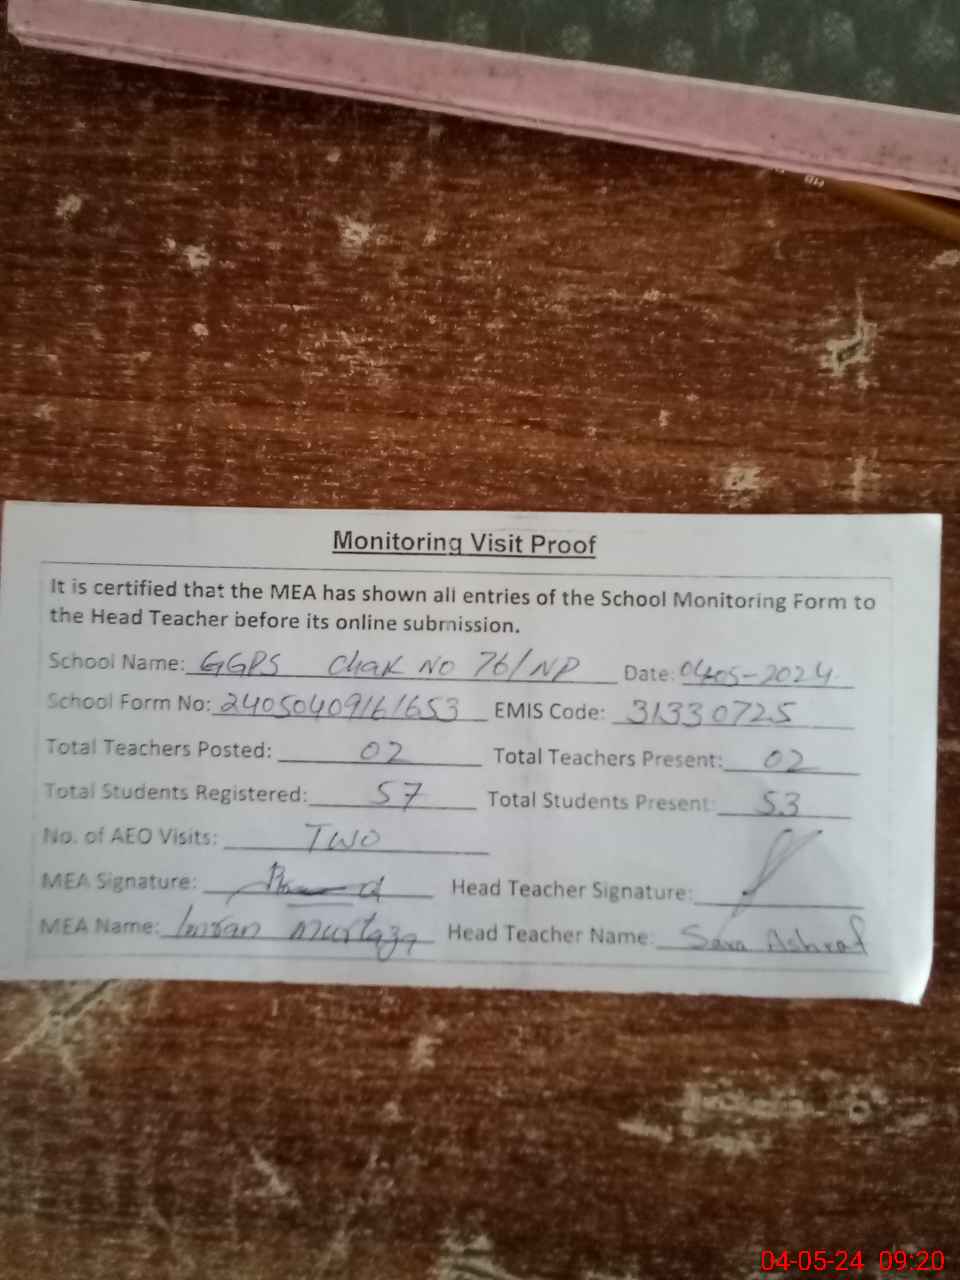 Monitoring Visit Proof
It is certified that the MEA has shown all entries of the School Monitoring Form to
the Head Teacher before its online submission.
School Name: GGPS Chak No 76/NP Date: 04-05-2024
School Form No: 24050409161653 EMIS Code: 31330725
Total Teachers Posted: 02 Total Teachers Present: 02
Total Students Registered: 57 Total Students Present: 53
No. of AEO Visits: Two
MEA Signature: Head Teacher Signature:
MEA Name: Imran Murtaza Head Teacher Name: Sara Ashraf
04-05-24 09:20